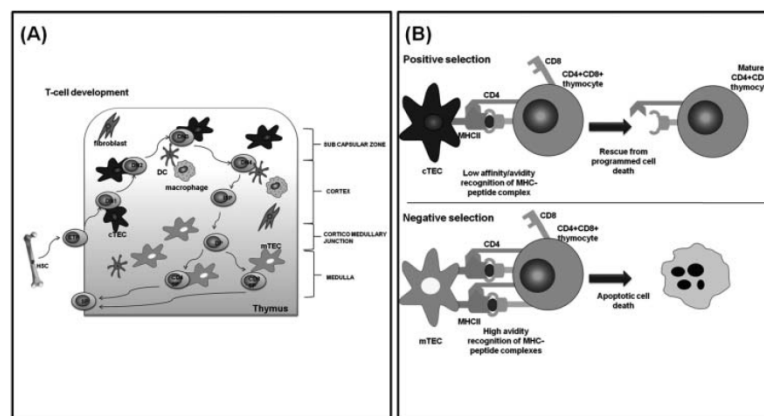 (A)
T-cell development
fibroblast
DC
macrophage
cTEC
mTEC
HSC
SUB CAPSULAR ZONE
CORTEX
CORTICO MEDULLARY
JUNCTION
MEDULLA
Thymus
(B)
Positive selection
CD8
CD4
CD4+CD8+
thymocyte
Mature
MHCII
cTEC
Low affinity/avidity
recognition of MHC-
peptide complex
Rescue from
programmed cell
death
thymocyte
Negative selection
CD8
CD4+CD8+
thymocyte
CD4
MHCII
mTEC
High avidity
recognition of MHC-
peptide complexes
Apoptotic cell
death